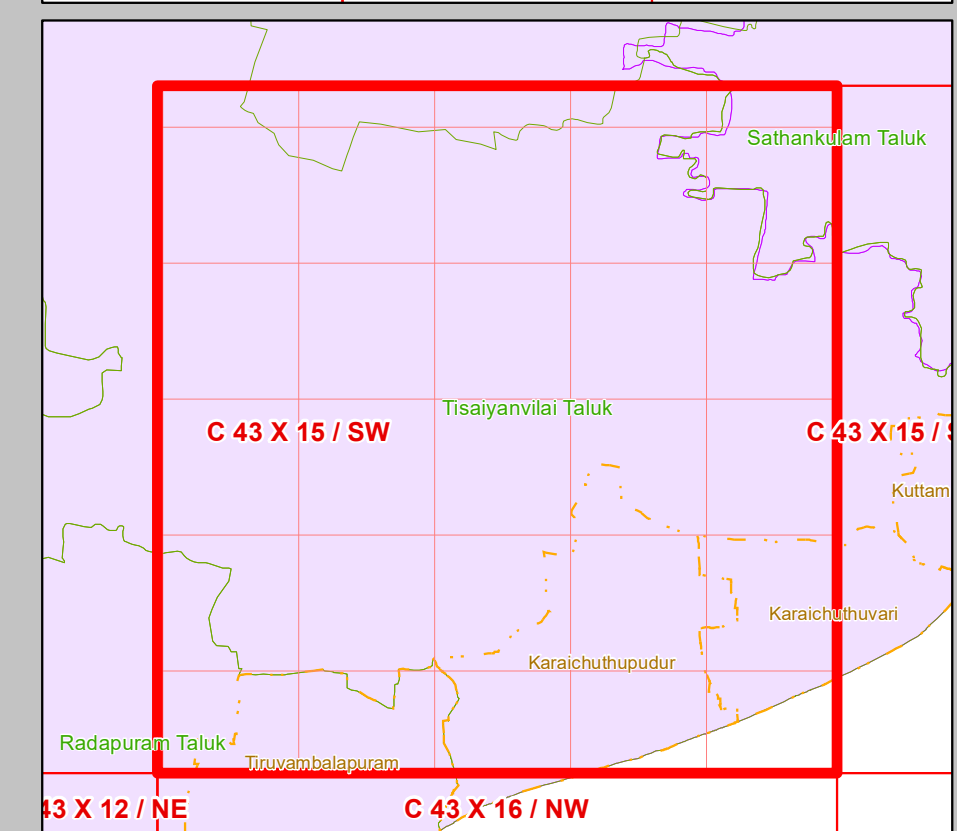 Sathankulam Taluk
Tisaiyanvilai Taluk
C 43 X 15 / SW
C 43 X 15 /
Kuttam
Karaichuthuvari
Karaichuthupudur
Radapuram Taluk
Tiruvambalapuram
43 X 12 / NE
C 43 X 16 / NW